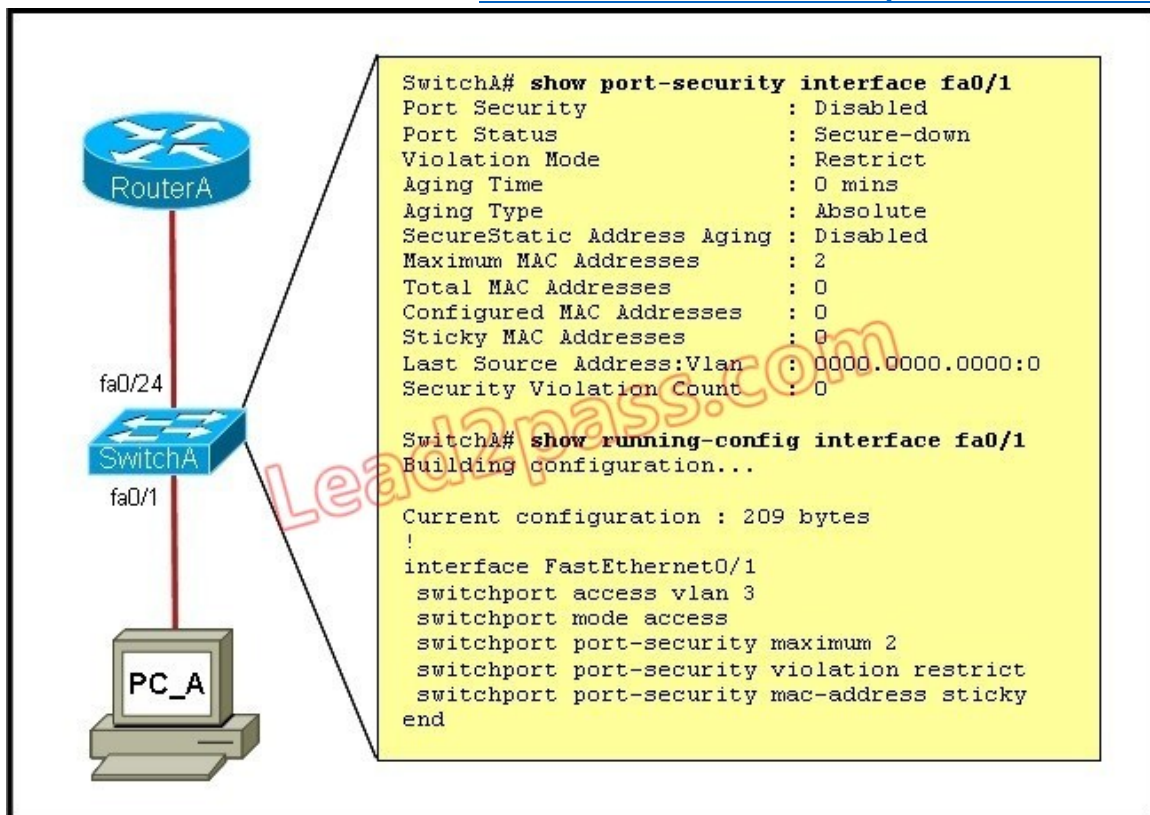 SwitchA# show port-security interface fa0/1
Port Security : Disabled
Port Status : Secure-down
Violation Mode : Restrict
Aging Time : 0 mins
Aging Type : Absolute
SecureStatic Address Aging : Disabled
Maximum MAC Addresses : 2
Total MAC Addresses : 0
Configured MAC Addresses : 0
Sticky MAC Addresses : 0
Last Source Address:Vlan : 0000.0000.0000:0
Security Violation Count : 0
SwitchA# show running-config interface fa0/1
Building configuration...
Current configuration : 209 bytes
!
interface FastEthernet0/1
switchport access vlan 3
switchport mode access
switchport port-security maximum 2
switchport port-security violation restrict
switchport port-security mac-address sticky
end
RouterA
fa0/24
SwitchA
fa0/1
PC_A
Lead2pass.com